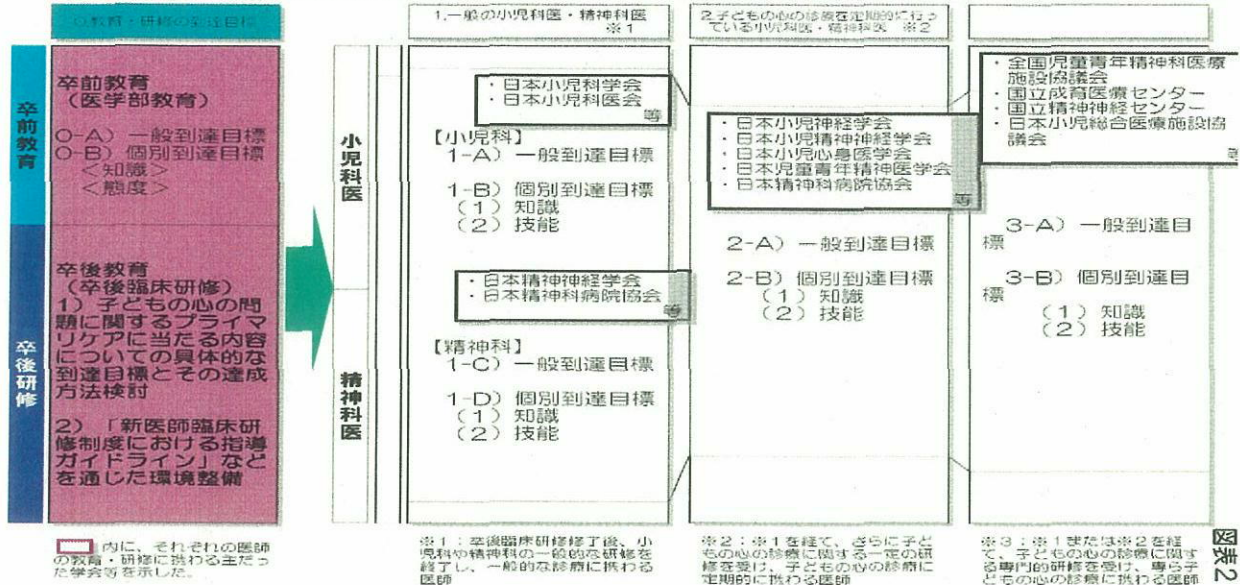 0.教育・研修の到達目標
卒前教育
卒後研修
卒前教育
(医学部教育)
0-A) 一般到達目標
0-B) 個別到達目標
<知識>
<態度>
卒後教育
(卒後臨床研修)
1) 子どもの心の問
題に関するプライマ
リケアに当たる内容
についての具体的な
到達目標とその達成
方法検討
2) 「新医師臨床研
修制度における指導
ガイドライン」など
を通じた環境整備
内に、それぞれの医師
の教育・研修に携わる主だっ
た学会等を示した。
小児科医
精神科医
1.一般の小児科医・精神科医
※1
・日本小児科学会
・日本小児科医会
等
【小児科】
1-A) 一般到達目標
1-B) 個別到達目標
(1) 知識
(2) 技能
・日本精神神経学会
・日本精神科病院協会
等
【精神科】
1-C) 一般到達目標
1-D) 個別到達目標
(1) 知識
(2) 技能
※1:卒後臨床研修修了後、小
児科や精神科の一般的な研修を
終了し、一般的な診療に携わる
医師
2.子どもの心の診療を定期的に行っ
ている小児科医・精神科医 ※2
・日本小児神経学会
・日本小児精神神経学会
・日本小児心身医学会
・日本児童青年精神医学会
・日本精神科病院協会
等
2-A) 一般到達目標
2-B) 個別到達目標
(1) 知識
(2) 技能
※2:※1を経て、さらに子ど
もの心の診療に関する一定の研
修を受け、子どもの心の診療に
定期的に携わる医師
・全国児童青年精神科医療
施設協議会
・国立成育医療センター
・国立精神神経センター
・日本小児総合医療施設協
議会
3-A) 一般到達目
標
3-B) 個別到達目
標
(1) 知識
(2) 技能
※3:※1または※2を経
て、子どもの心の診療に関す
る専門的研修を受け、専ら子
どもの心の診療に携わる医師
図表2